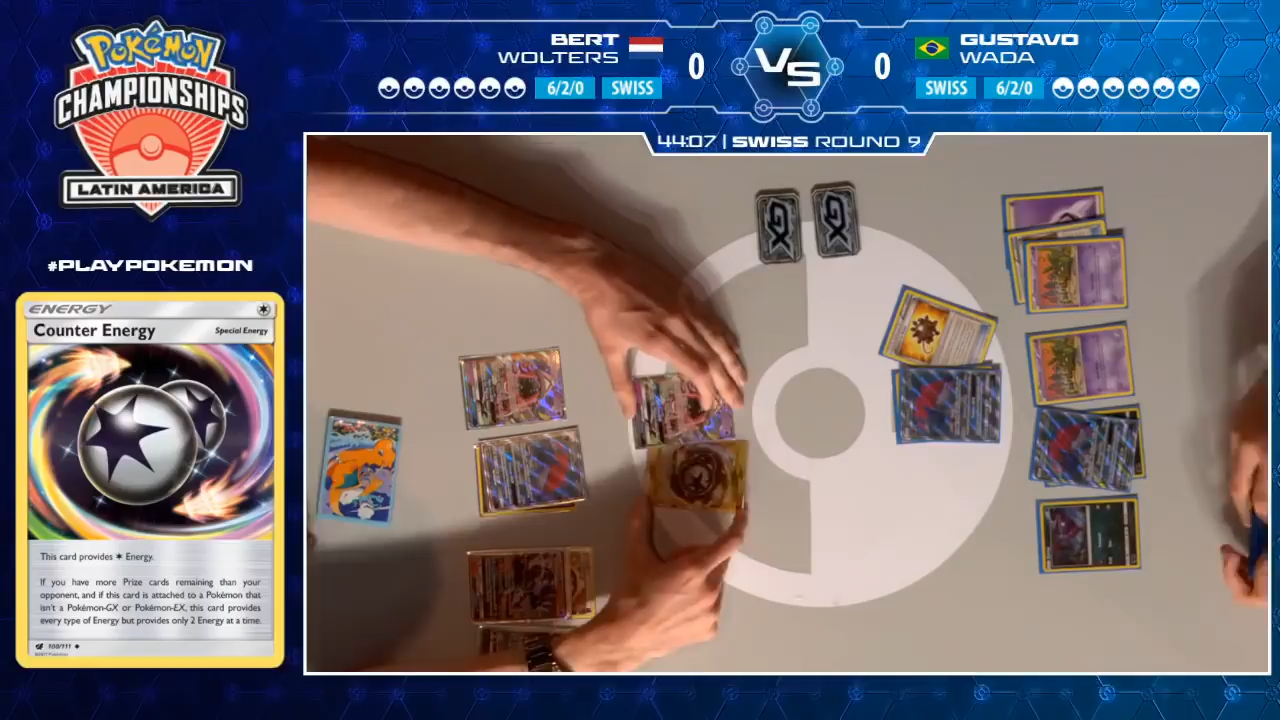 POKéMON
CHAMPIONSHIPS
LATIN AMERICA
#PLAYPOKEMON
BERT
WOLTERS
6/2/0
SWISS
0
VS
0
GUSTAVO
WADA
SWISS
6/2/0
44:07 | SWISS ROUND 9
GX
GX
ENERGY
Counter Energy
Special Energy
This card provides ✶ Energy.
If you have more Prize cards remaining than your
opponent, and if this card is attached to a Pokémon that
isn't a Pokémon-GX or Pokémon-EX, this card provides
every type of Energy but provides only 2 Energy at a time.
100/111